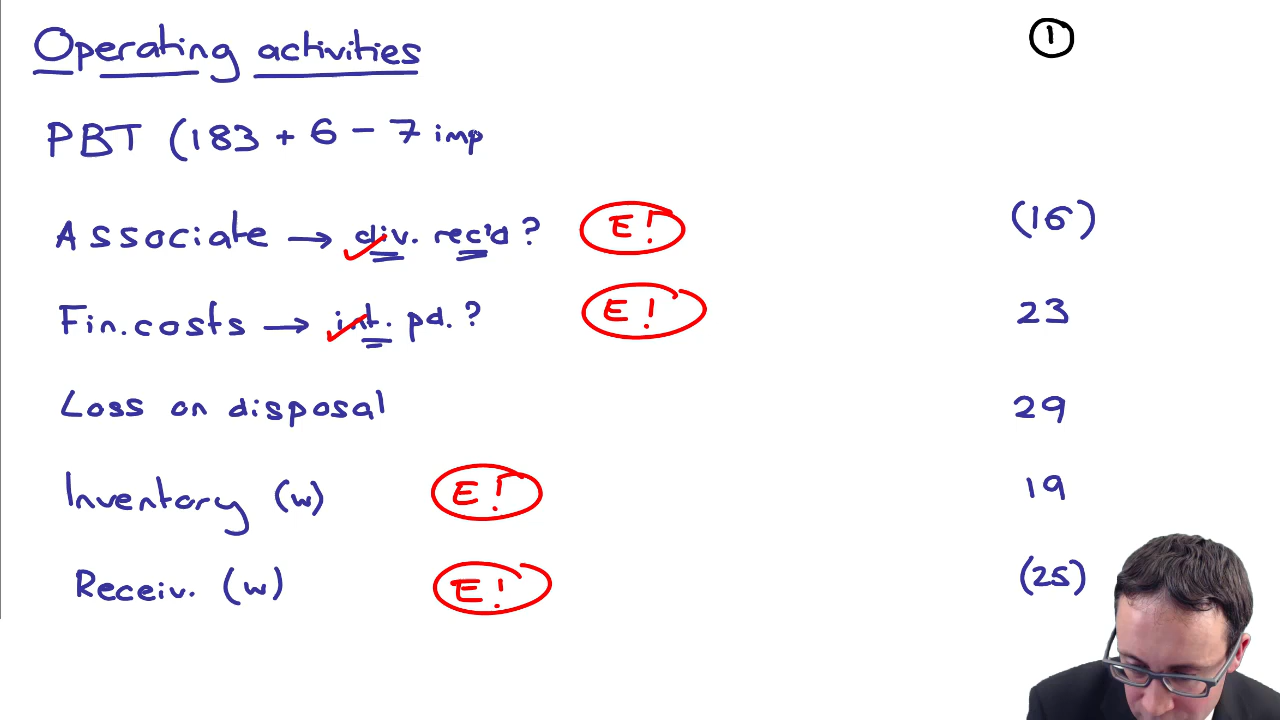 Operating activities ①
PBT (183 + 6 - 7 imp
Associate → div. rec'd? E! (16)
Fin. costs → int. pd.? E! 23
Loss on disposal 29
Inventory (w) E! 19
Receiv. (w) E! (25)